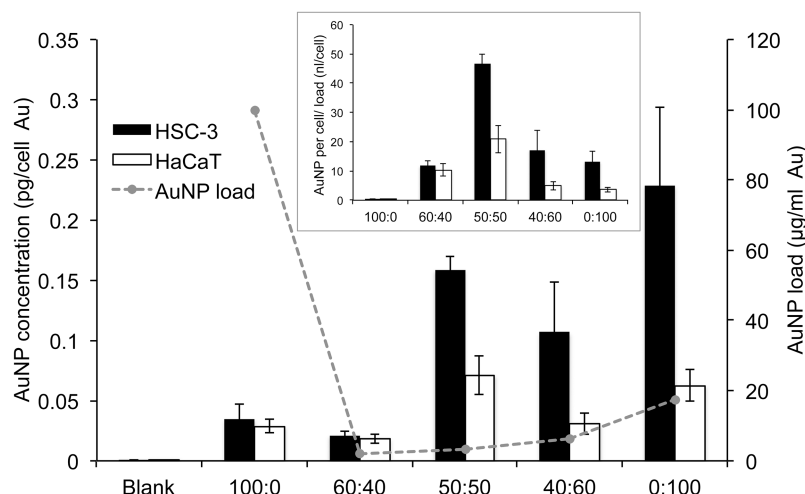 0.35
0.3
0.25
0.2
0.15
0.1
0.05
0
AuNP concentration (pg/cell Au)
HSC-3
HaCaT
AuNP load
60
50
40
30
20
10
0
AuNP per cell/ load (nl/cell)
100:0 60:40 50:50 40:60 0:100
120
100
80
60
40
20
0
AuNP load (µg/ml Au)
Blank 100:0 60:40 50:50 40:60 0:100